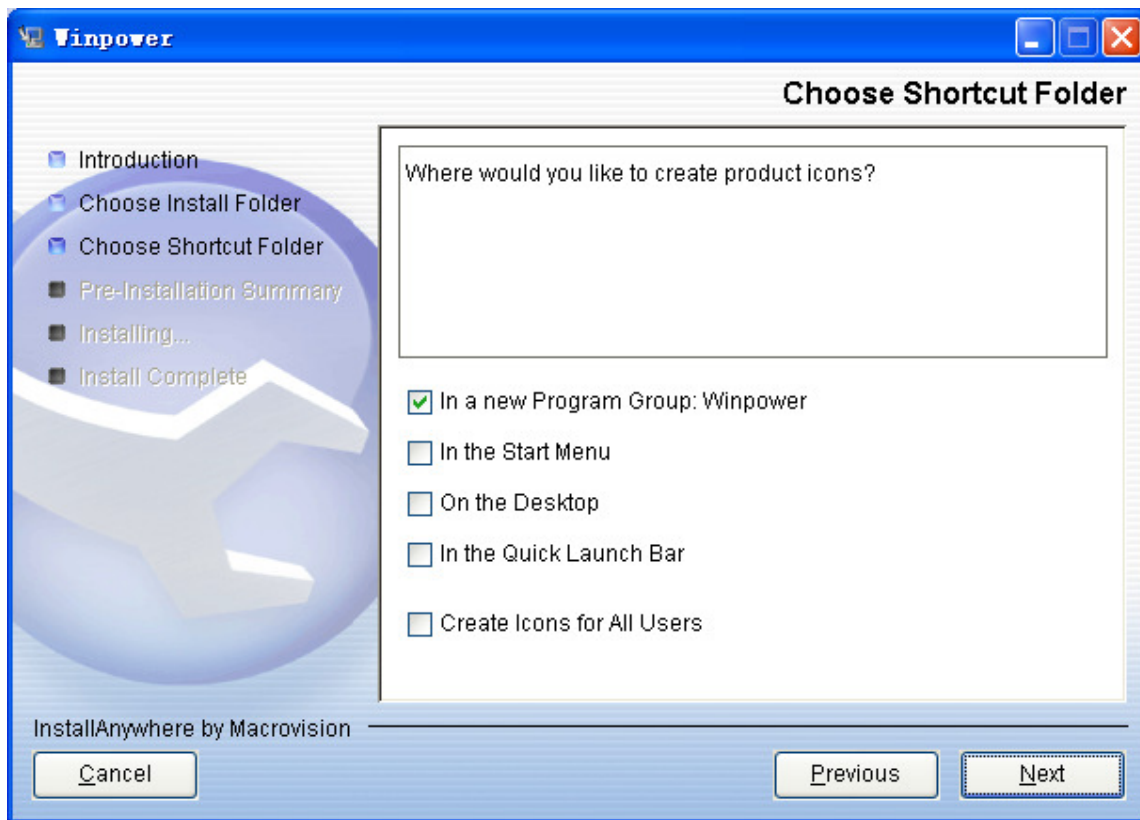 Winpower
Choose Shortcut Folder
Introduction
Choose Install Folder
Choose Shortcut Folder
Pre-Installation Summary
Installing...
Install Complete
Where would you like to create product icons?
In a new Program Group: Winpower
In the Start Menu
On the Desktop
In the Quick Launch Bar
Create Icons for All Users
InstallAnywhere by Macrovision
Cancel
Previous
Next